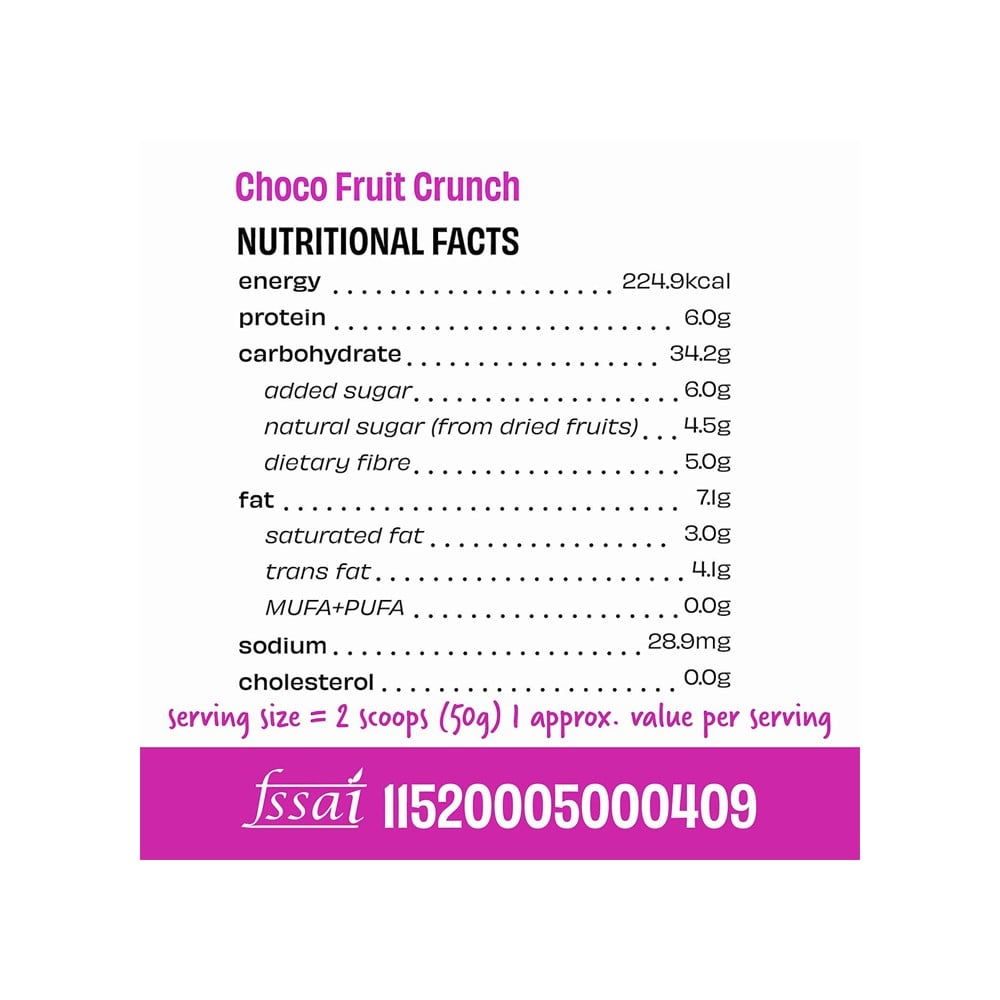 Choco Fruit Crunch
NUTRITIONAL FACTS
energy .................... 224.9kcal
protein ........................ 6.0g
carbohydrate .................. 34.2g
added sugar ................... 6.0g
natural sugar (from dried fruits) ... 4.5g
dietary fibre ................... 5.0g
fat ............................ 7.1g
saturated fat ................. 3.0g
trans fat ...................... 4.1g
MUFA+PUFA ................... 0.0g
sodium ...................... 28.9mg
cholesterol ..................... 0.0g
serving size = 2 scoops (50g) | approx. value per serving
fssai 11520005000409